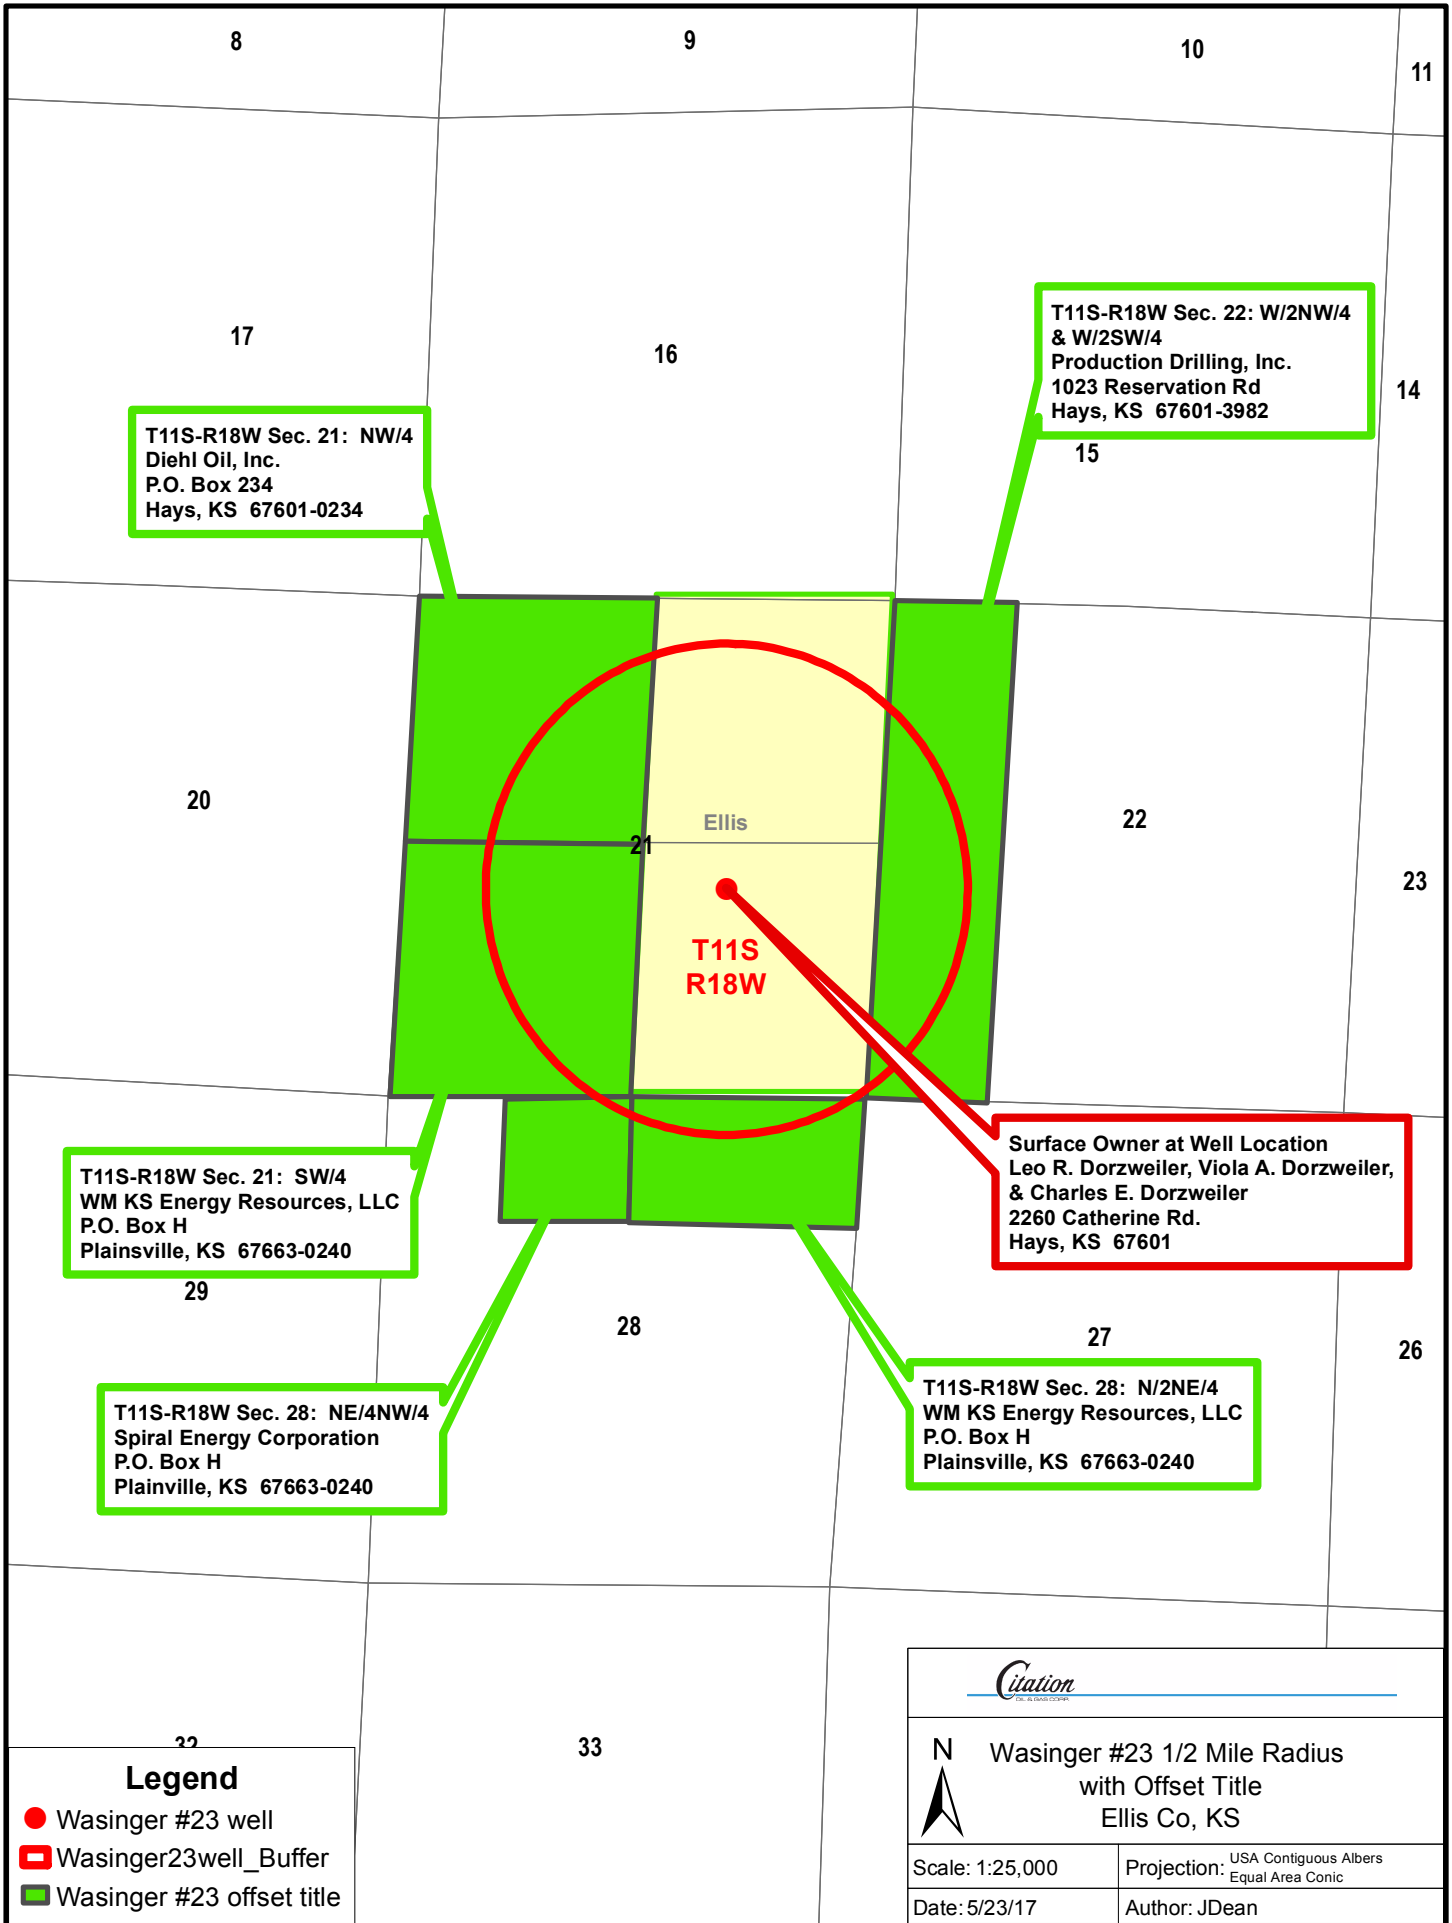 8
9
10
11
17
16
T11S-R18W Sec. 22: W/2NW/4
& W/2SW/4
Production Drilling, Inc.
1023 Reservation Rd
Hays, KS 67601-3982
14
15
T11S-R18W Sec. 21: NW/4
Diehl Oil, Inc.
P.O. Box 234
Hays, KS 67601-0234
20
Ellis
21
22
23
T11S
R18W
Surface Owner at Well Location
Leo R. Dorzweiler, Viola A. Dorzweiler,
& Charles E. Dorzweiler
2260 Catherine Rd.
Hays, KS 67601
T11S-R18W Sec. 21: SW/4
WM KS Energy Resources, LLC
P.O. Box H
Plainsville, KS 67663-0240
29
28
27
26
T11S-R18W Sec. 28: NE/4NW/4
Spiral Energy Corporation
P.O. Box H
Plainville, KS 67663-0240
T11S-R18W Sec. 28: N/2NE/4
WM KS Energy Resources, LLC
P.O. Box H
Plainsville, KS 67663-0240
32
33
Legend
Wasinger #23 well
Wasinger23well_Buffer
Wasinger #23 offset title
Citation
OIL & GAS CORP.
N
Wasinger #23 1/2 Mile Radius
with Offset Title
Ellis Co, KS
Scale: 1:25,000
Projection: USA Contiguous Albers
Equal Area Conic
Date: 5/23/17
Author: JDean